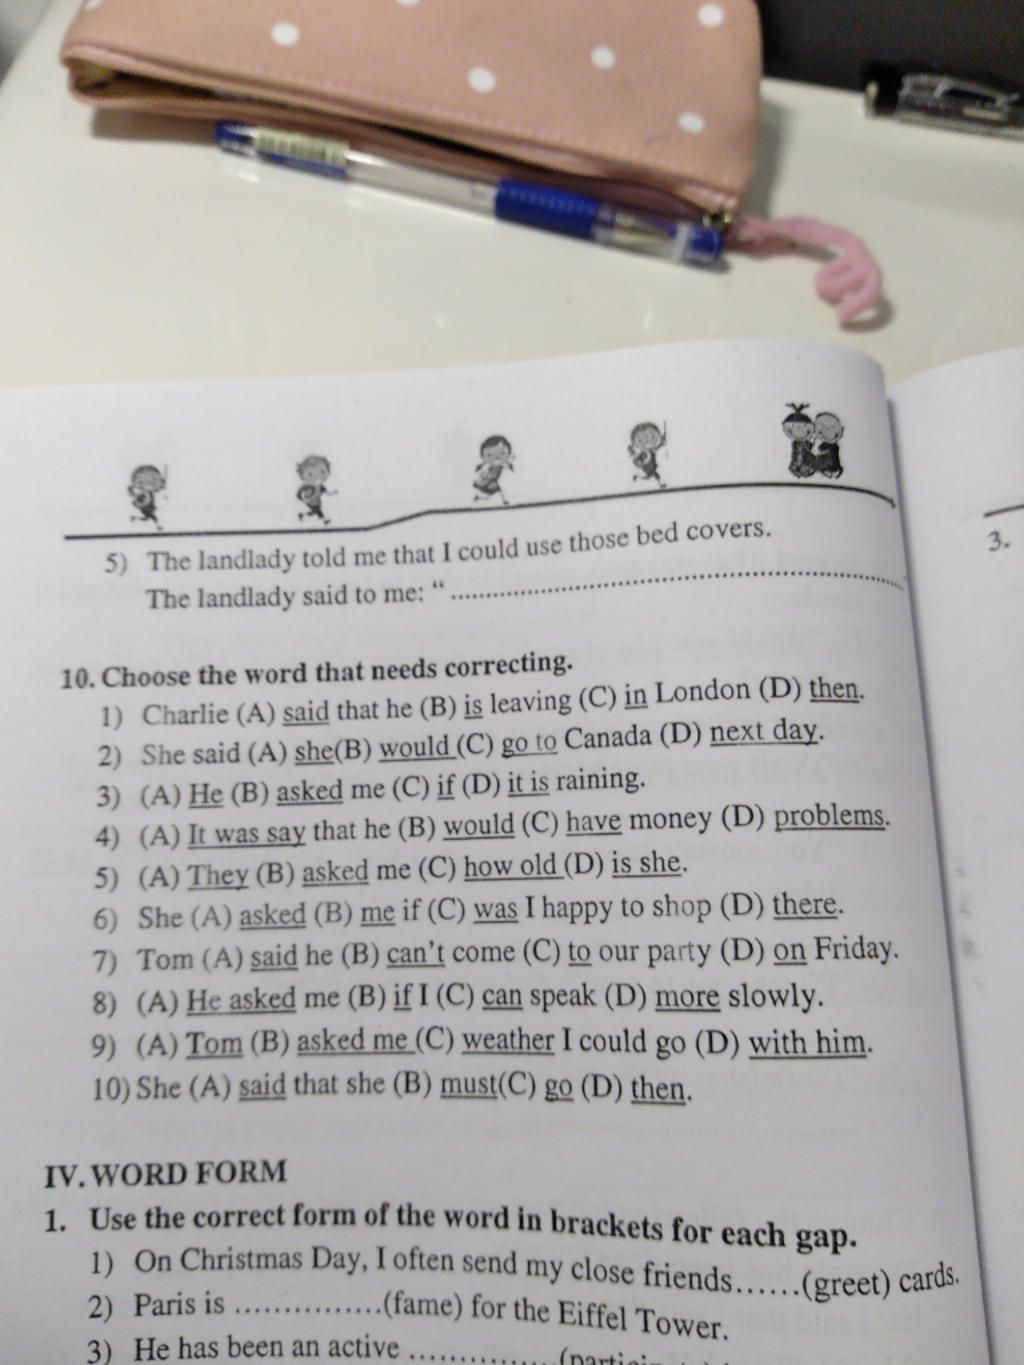 5) The landlady told me that I could use those bed covers.
The landlady said to me: “ ..........................................................
3.
10. Choose the word that needs correcting.
1) Charlie (A) said that he (B) is leaving (C) in London (D) then.
2) She said (A) she(B) would (C) go to Canada (D) next day.
3) (A) He (B) asked me (C) if (D) it is raining.
4) (A) It was say that he (B) would (C) have money (D) problems.
5) (A) They (B) asked me (C) how old (D) is she.
6) She (A) asked (B) me if (C) was I happy to shop (D) there.
7) Tom (A) said he (B) can't come (C) to our party (D) on Friday.
8) (A) He asked me (B) if I (C) can speak (D) more slowly.
9) (A) Tom (B) asked me (C) weather I could go (D) with him.
10) She (A) said that she (B) must(C) go (D) then.
IV. WORD FORM
1. Use the correct form of the word in brackets for each gap.
1) On Christmas Day, I often send my close friends......(greet) cards.
2) Paris is ...............(fame) for the Eiffel Tower.
3) He has been an active ...............